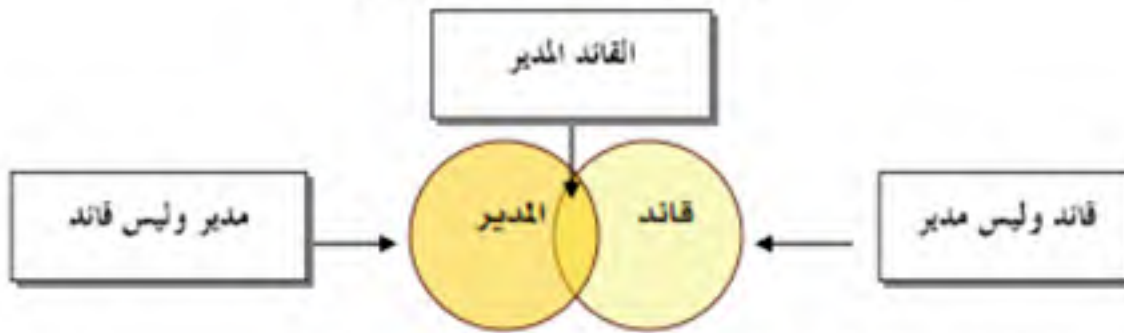 القائد المدير
قائد وليس مدير
قائد
المدير
مدير وليس قائد